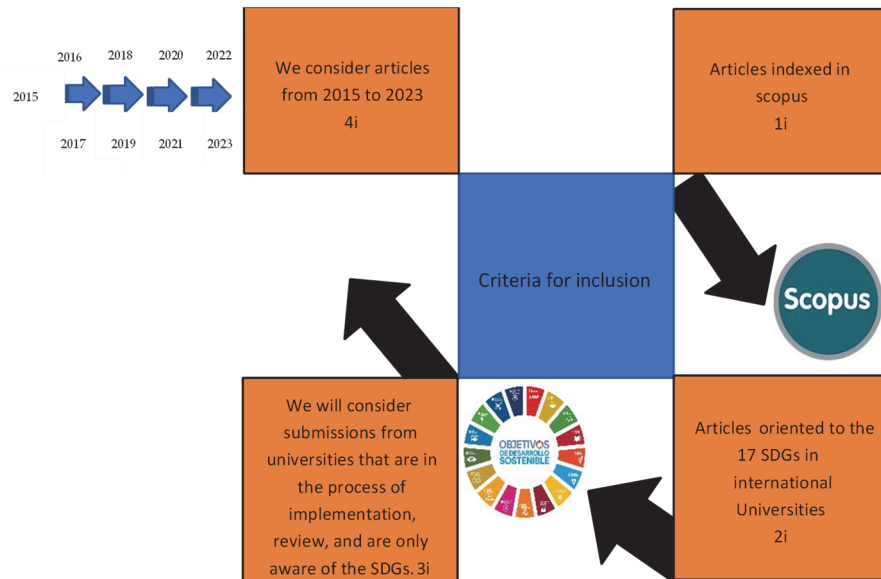 2015
2016
2018
2020
2022
2017
2019
2021
2023
We consider articles
from 2015 to 2023
4i
Articles indexed in
scopus
1i
Criteria for inclusion
Scopus
We will consider
submissions from
universities that are in
the process of
implementation,
review, and are only
aware of the SDGs. 3i
OBJETIVOS
DE DESARROLLO
SOSTENIBLE
Articles oriented to the
17 SDGs in
international
Universities
2i